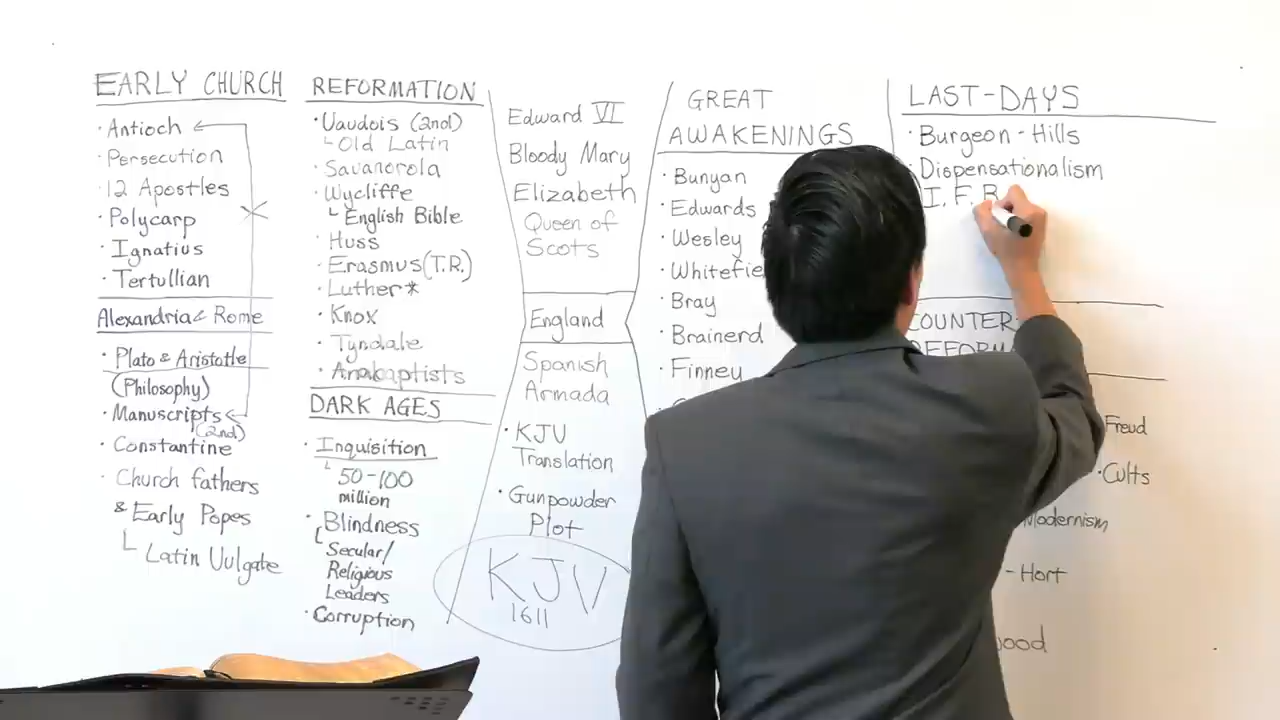 EARLY CHURCH
· Antioch
· Persecution
· 12 Apostles
· Polycarp
· Ignatius
· Tertullian
Alexandria & Rome
· Plato & Aristotle
(Philosophy)
· Manuscripts
(2nd)
· Constantine
· Church fathers
& Early Popes
Latin Vulgate
REFORMATION
· Vaudois (2nd)
Old Latin
· Savanorola
· Wycliffe
English Bible
· Huss
· Erasmus (T.R.)
· Luther *
· Knox
· Tyndale
· Anabaptists
DARK AGES
· Inquisition
50-100
million
· Blindness
Secular/
Religious
Leaders
· Corruption
Edward VI
Bloody Mary
Elizabeth
Queen of
Scots
England
Spanish
Armada
· KJV
Translation
· Gunpowder
Plot
KJV
1611
GREAT
AWAKENINGS
· Bunyan
· Edwards
· Wesley
· Whitefie
· Bray
· Brainerd
· Finney
LAST-DAYS
· Burgeon - Hills
· Dispensationalism
I. F. B
COUNTER-
Freud
· Cults
Modernism
- Hort
ood